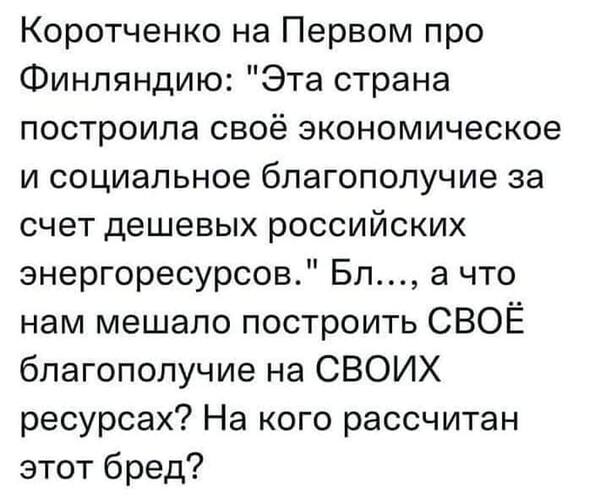 Коротченко на Первом про
Финляндию: "Эта страна
построила своё экономическое
и социальное благополучие за
счет дешевых российских
энергоресурсов." Бл..., а что
нам мешало построить СВОЁ
благополучие на СВОИХ
ресурсах? На кого рассчитан
этот бред?